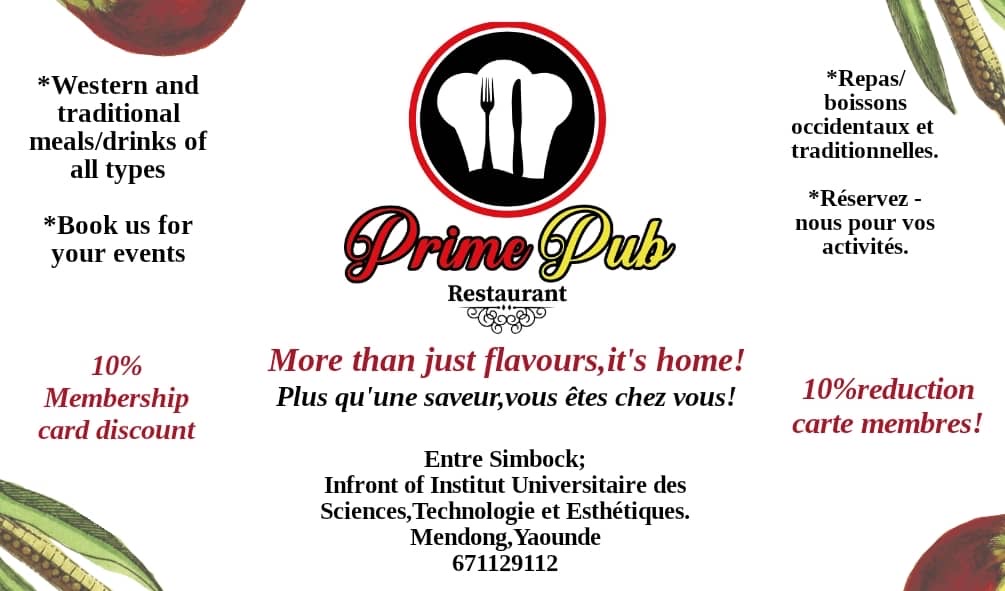 *Western and
traditional
meals/drinks of
all types
*Book us for
your events
10%
Membership
card discount
Prime Pub
Restaurant
More than just flavours,it's home!
Plus qu'une saveur,vous êtes chez vous!
Entre Simbock;
Infront of Institut Universitaire des
Sciences,Technologie et Esthétiques.
Mendong,Yaounde
671129112
*Repas/
boissons
occidentaux et
traditionnelles.
*Réservez -
nous pour vos
activités.
10%reduction
carte membres!